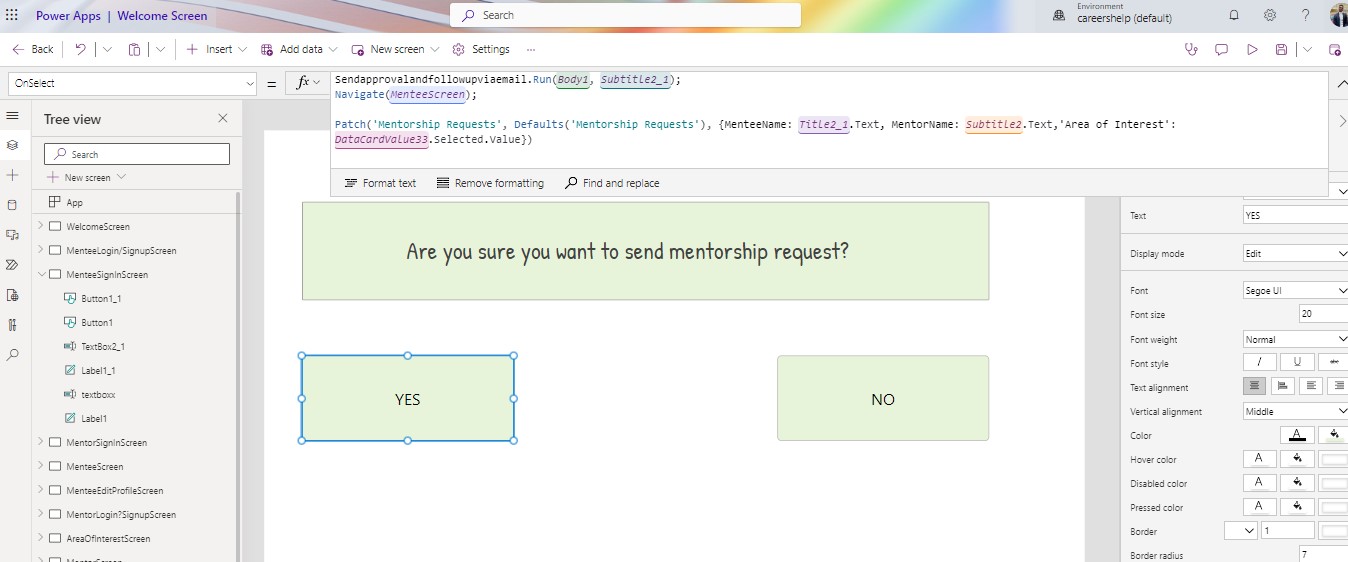 Power Apps | Welcome Screen
Search
Environment
careershelp (default)
Back
Insert
Add data
New screen
Settings
...
OnSelect
=
fx
Sendapprovalandfollowupviaemail.Run(Body1, Subtitle2_1);
Navigate(MenteeScreen);
Patch('Mentorship Requests', Defaults('Mentorship Requests'), {MenteeName: Title2_1.Text, MentorName: Subtitle2.Text,'Area of Interest':
DataCardValue33.Selected.Value})
Format text
Remove formatting
Find and replace
Tree view
Search
New screen
App
WelcomeScreen
MenteeLogin/SignupScreen
MenteeSignInScreen
Button1_1
Button1
TextBox2_1
Label1_1
textboxx
Label1
MentorSignInScreen
MenteeScreen
MenteeEditProfileScreen
MentorLogin?SignupScreen
AreaOfInterestScreen
Are you sure you want to send mentorship request?
YES
NO
Text
YES
Display mode
Edit
Font
Segoe UI
Font size
20
Font weight
Normal
Font style
/
U
abc
Text alignment
Vertical alignment
Middle
Color
A
Hover color
A
Disabled color
A
Pressed color
A
Border
1
Border radius
7